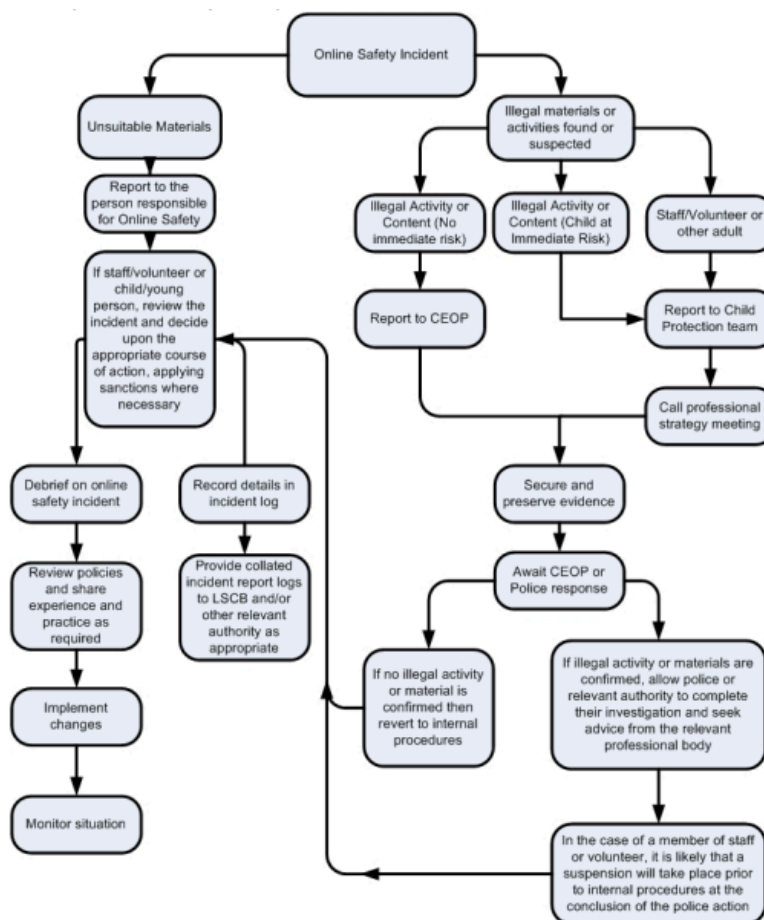 Online Safety Incident
Unsuitable Materials
Illegal materials or
activities found or
suspected
Report to the
person responsible
for Online Safety
Illegal Activity or
Content (No
immediate risk)
Illegal Activity or
Content (Child at
Immediate Risk)
Staff/Volunteer or
other adult
If staff/volunteer or
child/young
person, review the
incident and decide
upon the
appropriate course
of action, applying
sanctions where
necessary
Report to CEOP
Report to Child
Protection team
Call professional
strategy meeting
Debrief on online
safety incident
Record details in
incident log
Secure and
preserve evidence
Review policies
and share
experience and
practice as
required
Provide collated
incident report logs
to LSCB and/or
other relevant
authority as
appropriate
Await CEOP or
Police response
If no illegal activity
or material is
confirmed then
revert to internal
procedures
If illegal activity or materials are
confirmed, allow police or
relevant authority to complete
their investigation and seek
advice from the relevant
professional body
Implement
changes
Monitor situation
In the case of a member of staff
or volunteer, it is likely that a
suspension will take place prior
to internal procedures at the
conclusion of the police action